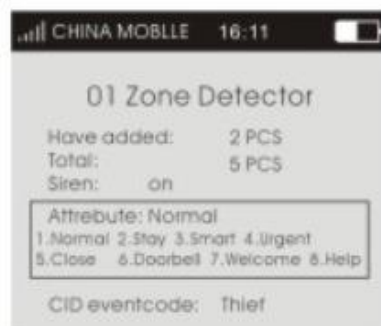 CHINA MOBLLE 16:11
01 Zone Detector
Have added: 2 PCS
Total: 5 PCS
Siren: on
Attrebute: Normal
1.Normal 2.Stay 3.Smart 4.Urgent
5.Close 6.Doorbell 7.Welcome 8.Help
CID eventcode: Thief